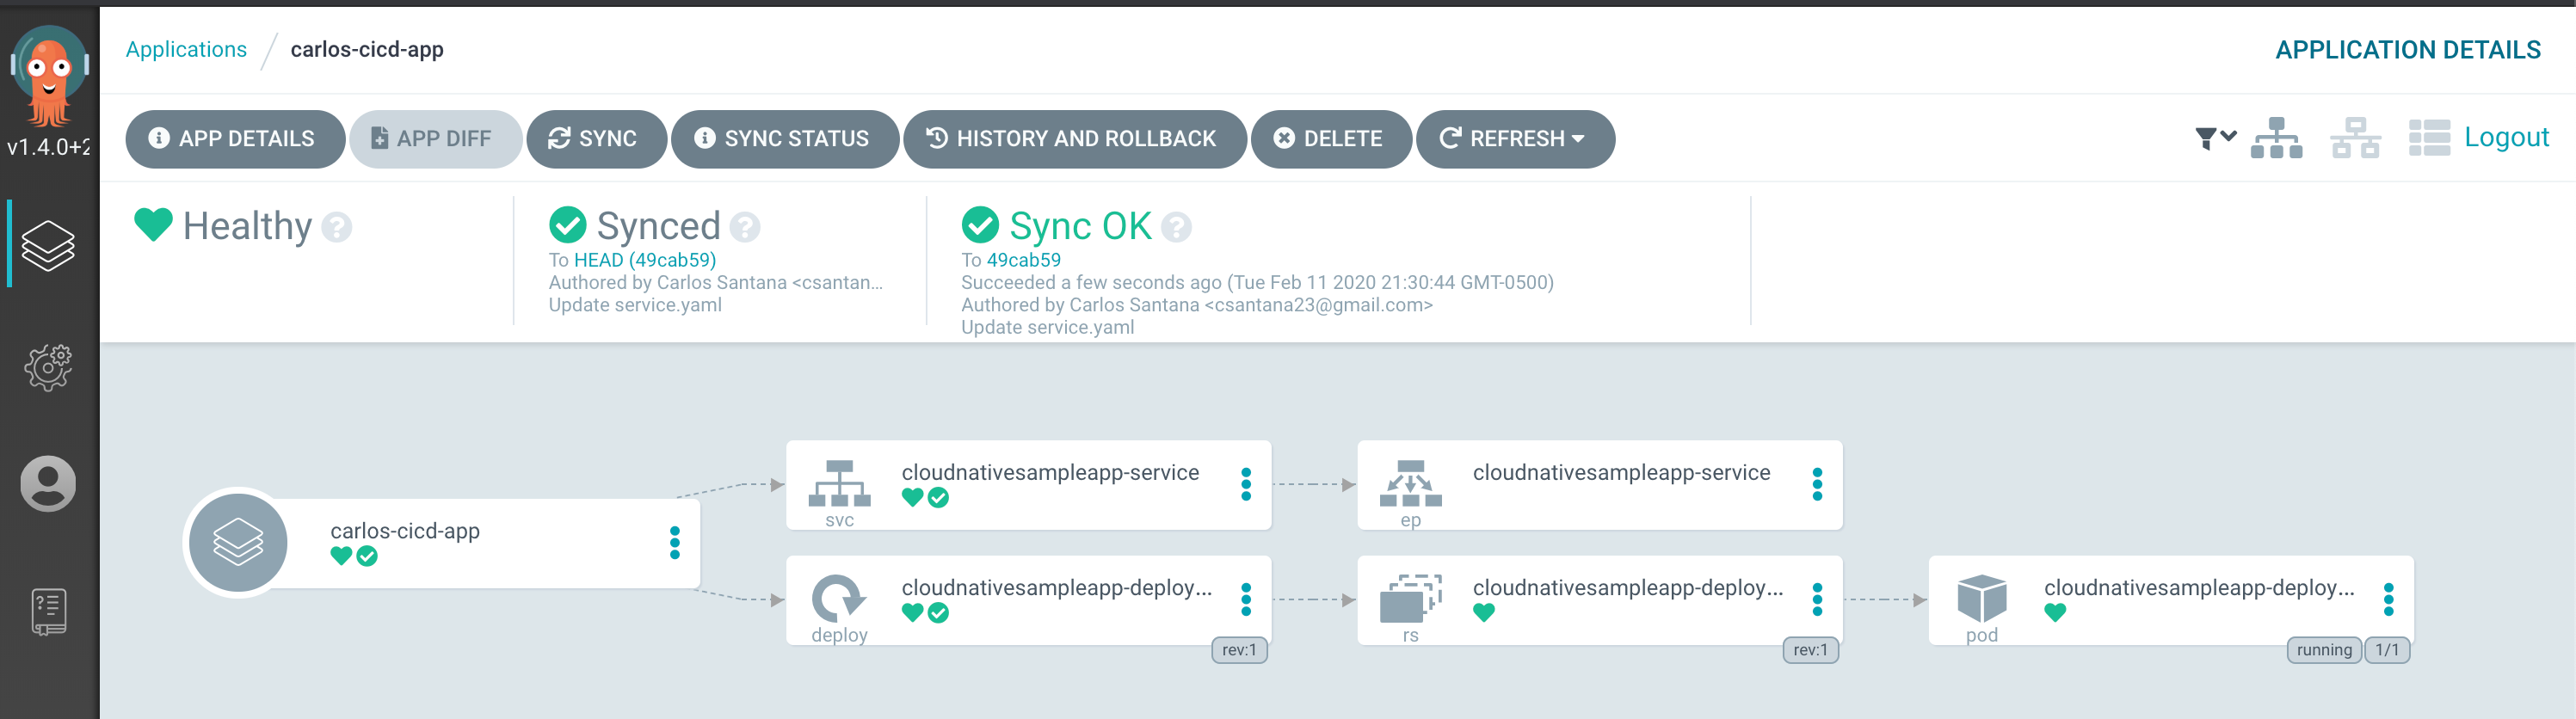 Applications / carlos-cicd-app
APPLICATION DETAILS
v1.4.0+2
APP DETAILS
APP DIFF
SYNC
SYNC STATUS
HISTORY AND ROLLBACK
DELETE
REFRESH
Logout
Healthy ?
Synced ?
To HEAD (49cab59)
Authored by Carlos Santana <csantan...
Update service.yaml
Sync OK ?
To 49cab59
Succeeded a few seconds ago (Tue Feb 11 2020 21:30:44 GMT-0500)
Authored by Carlos Santana <csantana23@gmail.com>
Update service.yaml
carlos-cicd-app
svc
cloudnativesampleapp-service
ep
cloudnativesampleapp-service
deploy
cloudnativesampleapp-deploy...
rev:1
rs
cloudnativesampleapp-deploy...
rev:1
pod
cloudnativesampleapp-deploy...
running
1/1